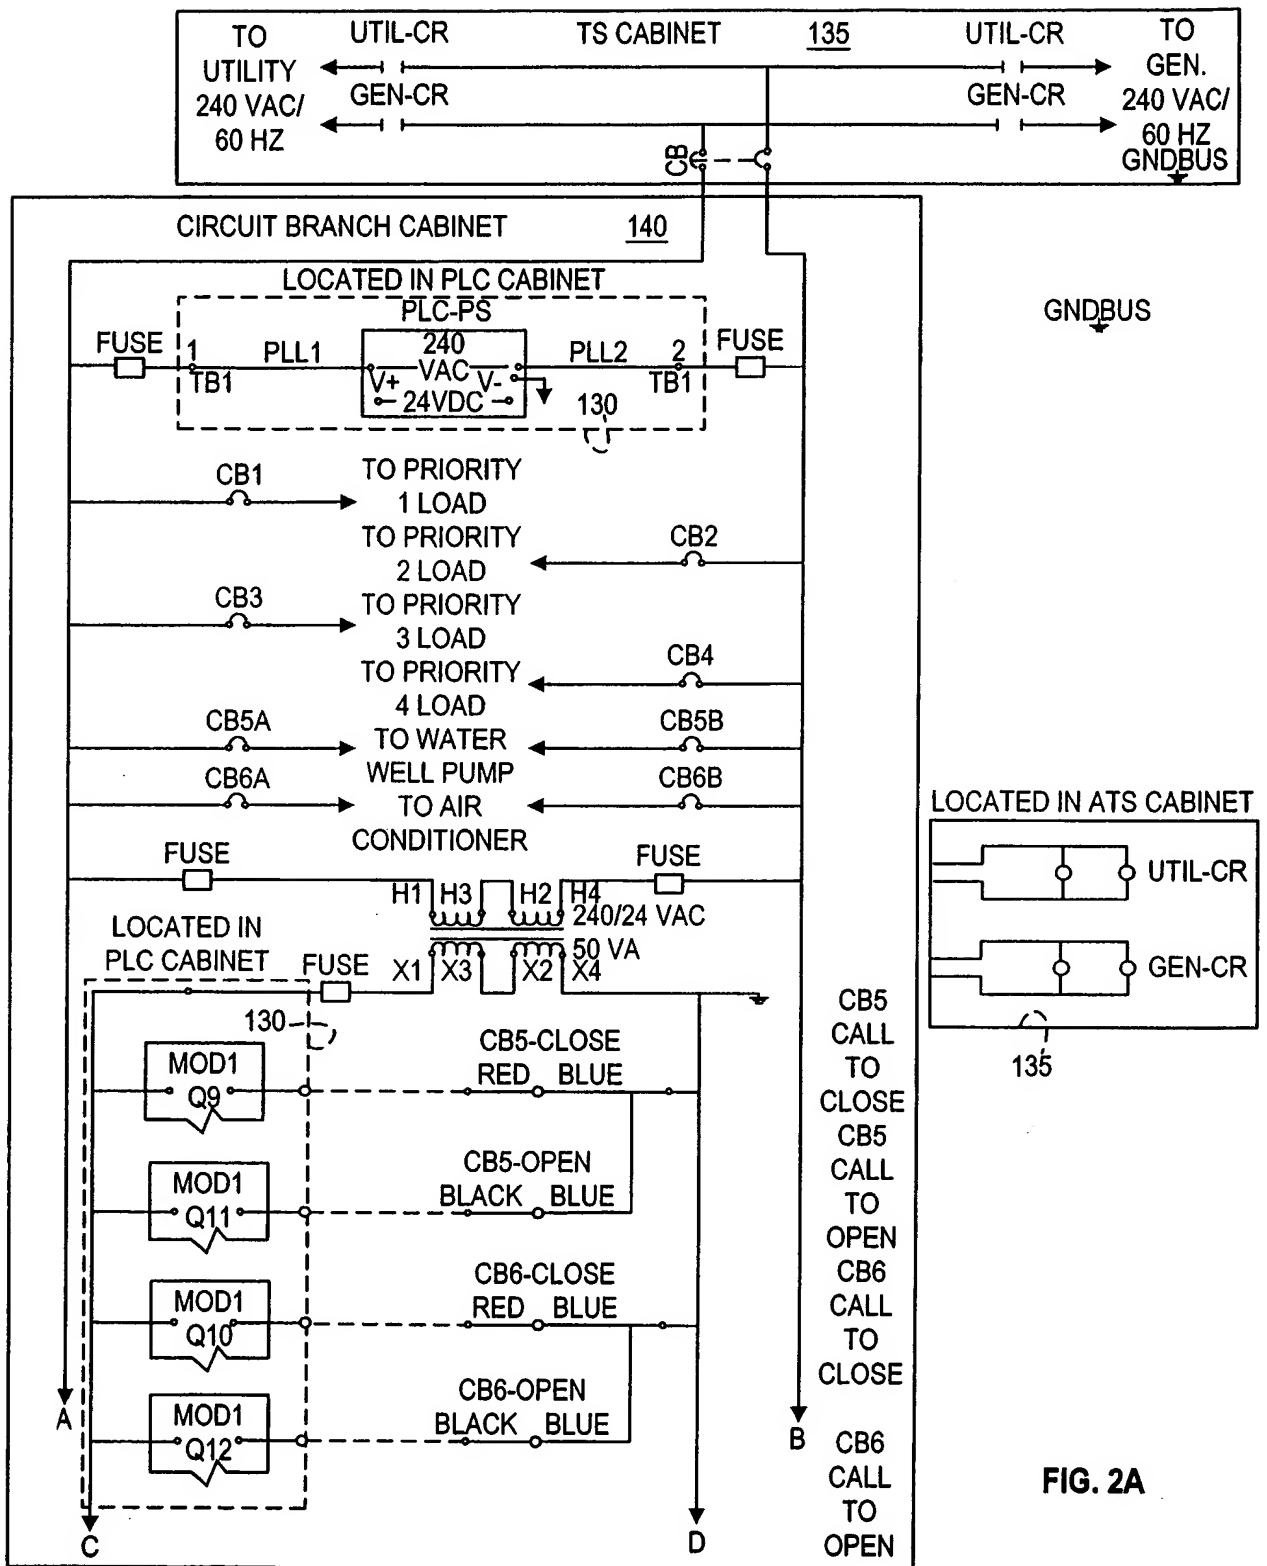 TO
UTILITY
240 VAC/
60 HZ
UTIL-CR
GEN-CR
TS CABINET
135
UTIL-CR
GEN-CR
TO
GEN.
240 VAC/
60 HZ
GNDBUS
CB
CIRCUIT BRANCH CABINET
140
LOCATED IN PLC CABINET
PLC-PS
FUSE
1
PLL1
240
VAC
PLL2
2
FUSE
TB1
V+
V-
TB1
24VDC
130
GNDBUS
CB1
TO PRIORITY
1 LOAD
TO PRIORITY
2 LOAD
CB2
CB3
TO PRIORITY
3 LOAD
TO PRIORITY
4 LOAD
CB4
CB5A
TO WATER
WELL PUMP
CB5B
CB6A
TO AIR
CONDITIONER
CB6B
FUSE
FUSE
H1 H3 H2 H4
240/24 VAC
50 VA
X1 X3 X2 X4
LOCATED IN
PLC CABINET
FUSE
130
MOD1
Q9
CB5-CLOSE
RED BLUE
MOD1
Q11
CB5-OPEN
BLACK BLUE
MOD1
Q10
CB6-CLOSE
RED BLUE
MOD1
Q12
CB6-OPEN
BLACK BLUE
A
B
C
D
CB5
CALL
TO
CLOSE
CB5
CALL
TO
OPEN
CB6
CALL
TO
CLOSE
CB6
CALL
TO
OPEN
LOCATED IN ATS CABINET
UTIL-CR
GEN-CR
135
FIG. 2A